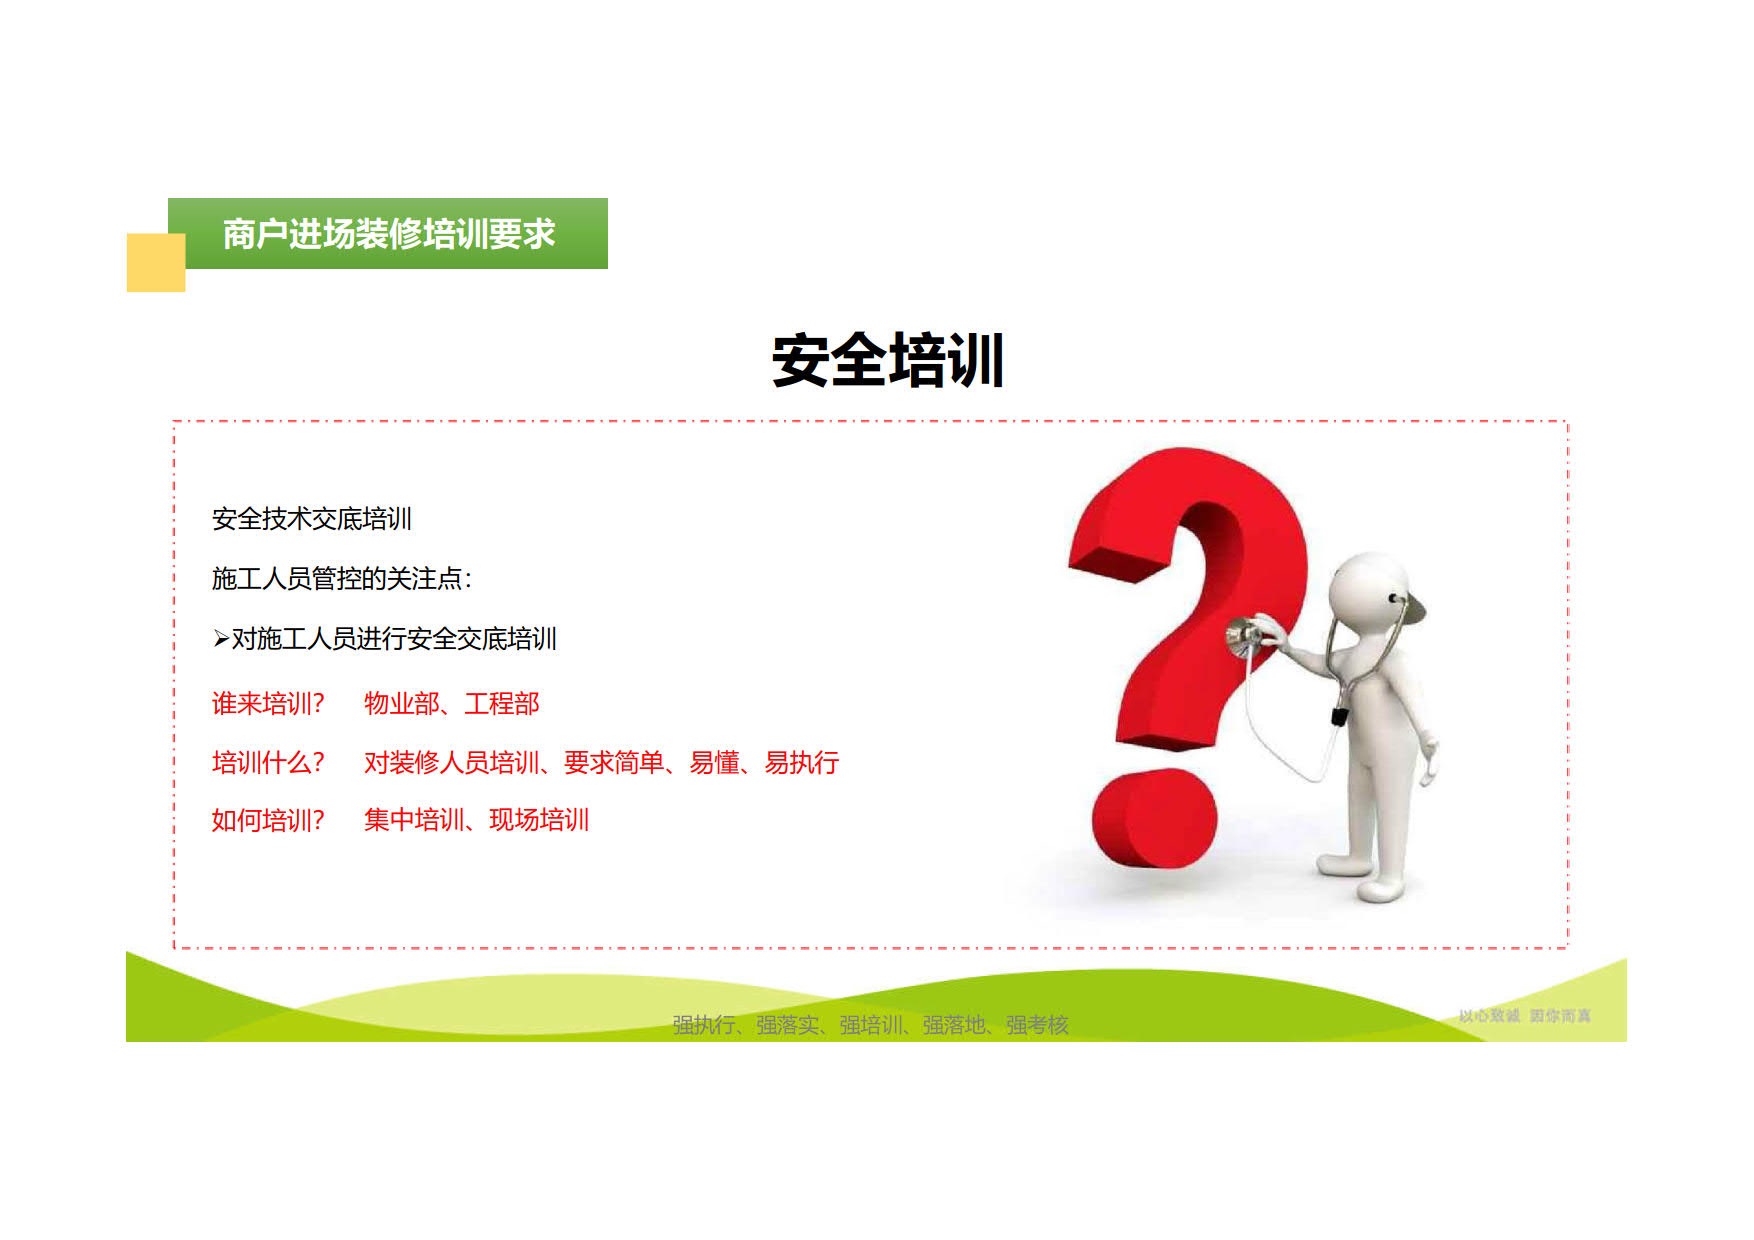 商户进场装修培训要求
安全培训
安全技术交底培训
施工人员管控的关注点:
➢对施工人员进行安全交底培训
谁来培训? 物业部、工程部
培训什么? 对装修人员培训、要求简单、易懂、易执行
如何培训? 集中培训、现场培训
强执行、强落实、强培训、强落地、强考核
以心致诚 因你而真